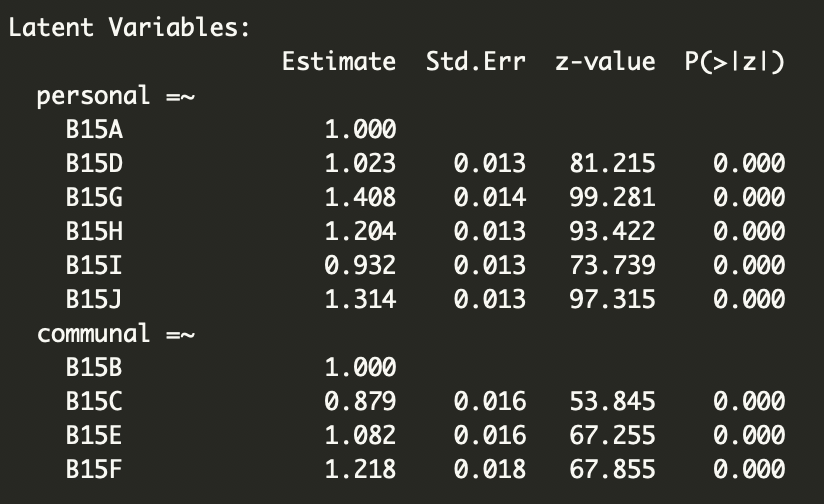 Latent Variables:
                   Estimate  Std.Err  z-value  P(>|z|)
  personal =~
    B15A              1.000
    B15D              1.023    0.013   81.215    0.000
    B15G              1.408    0.014   99.281    0.000
    B15H              1.204    0.013   93.422    0.000
    B15I              0.932    0.013   73.739    0.000
    B15J              1.314    0.013   97.315    0.000
  communal =~
    B15B              1.000
    B15C              0.879    0.016   53.845    0.000
    B15E              1.082    0.016   67.255    0.000
    B15F              1.218    0.018   67.855    0.000